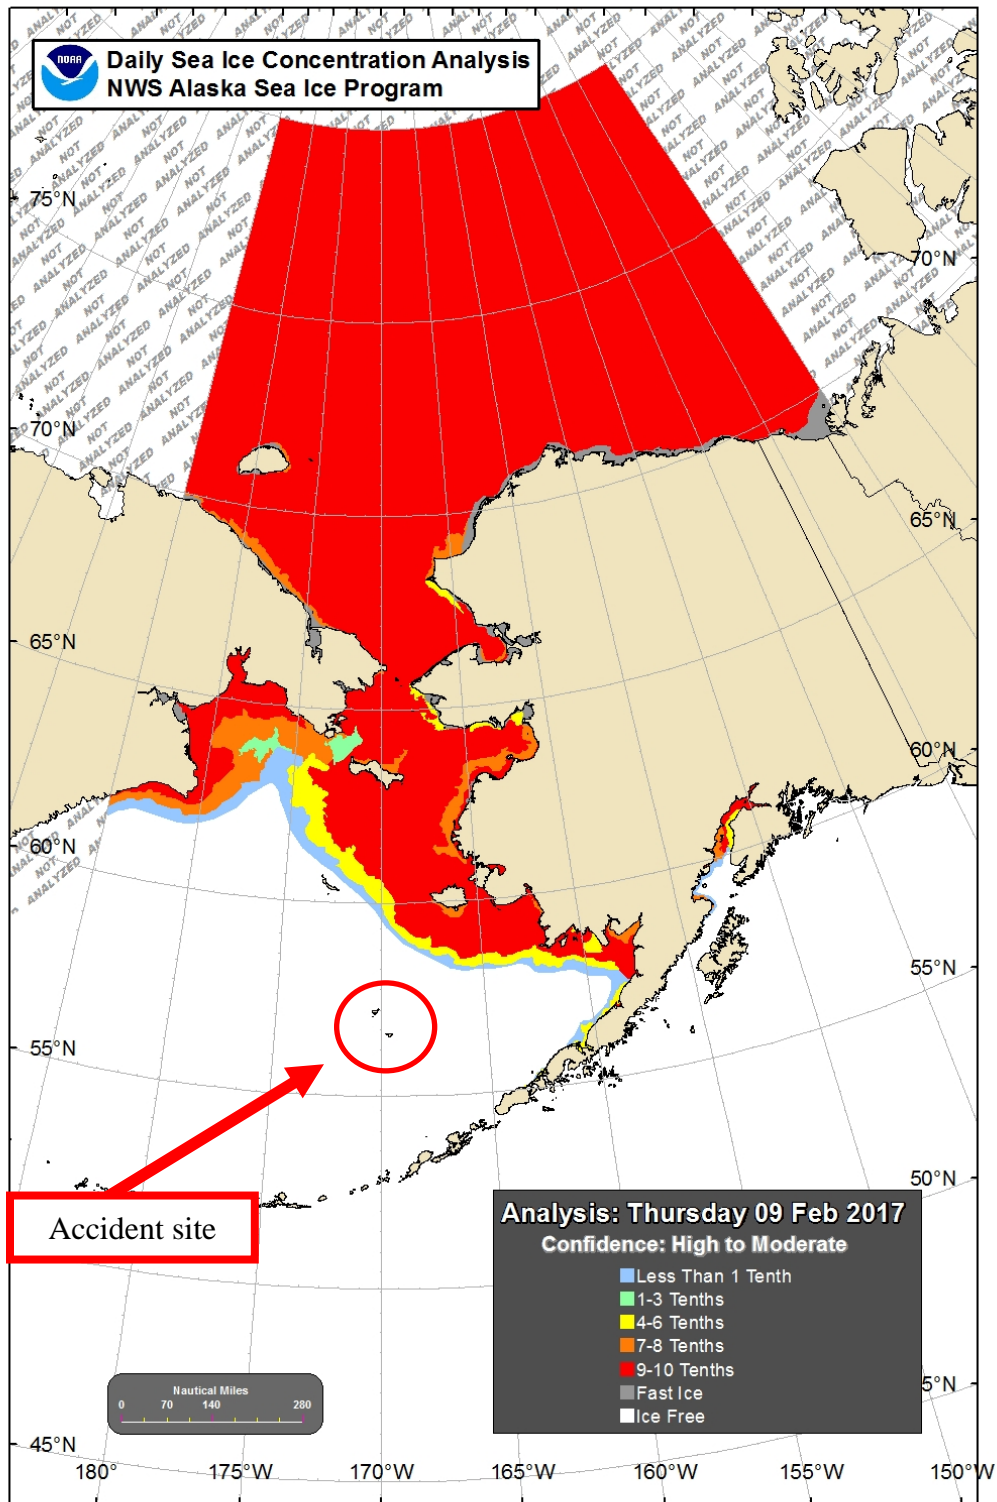 NOAA
Daily Sea Ice Concentration Analysis
NWS Alaska Sea Ice Program
NOT ANALYZED
75°N
70°N
70°N
65°N
65°N
60°N
60°N
55°N
55°N
50°N
Accident site
Analysis: Thursday 09 Feb 2017
Confidence: High to Moderate
Less Than 1 Tenth
1-3 Tenths
4-6 Tenths
7-8 Tenths
9-10 Tenths
Fast Ice
Ice Free
Nautical Miles
0 70 140 280
5°N
45°N
180° 175°W 170°W 165°W 160°W 155°W 150°W